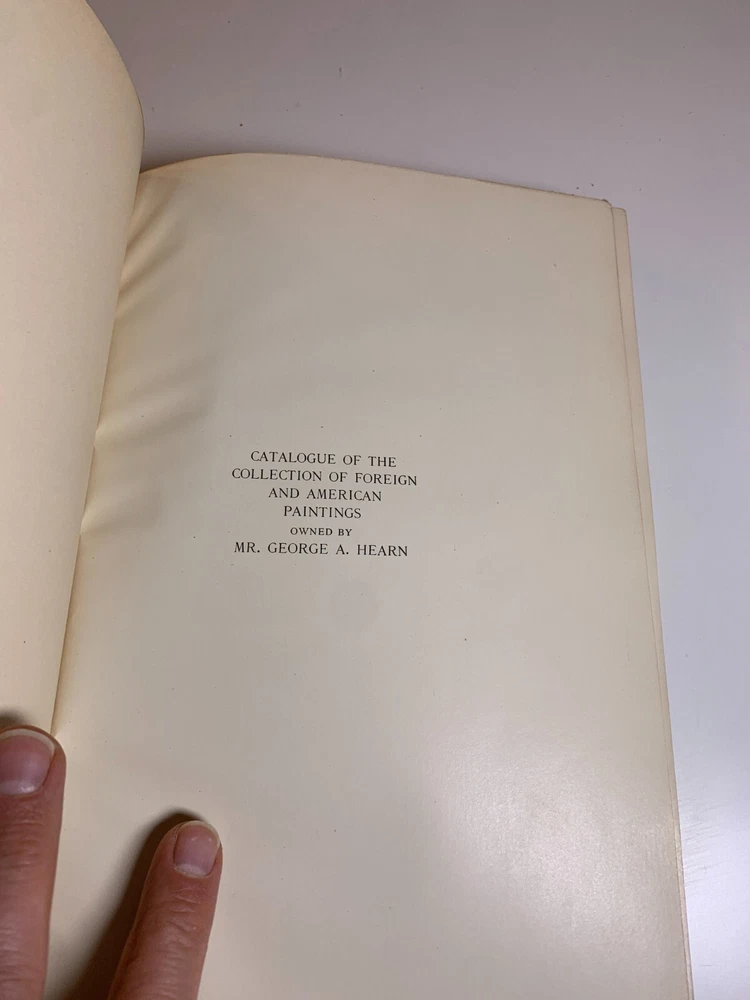 CATALOGUE OF THE
COLLECTION OF FOREIGN
AND AMERICAN
PAINTINGS
OWNED BY
MR. GEORGE A. HEARN